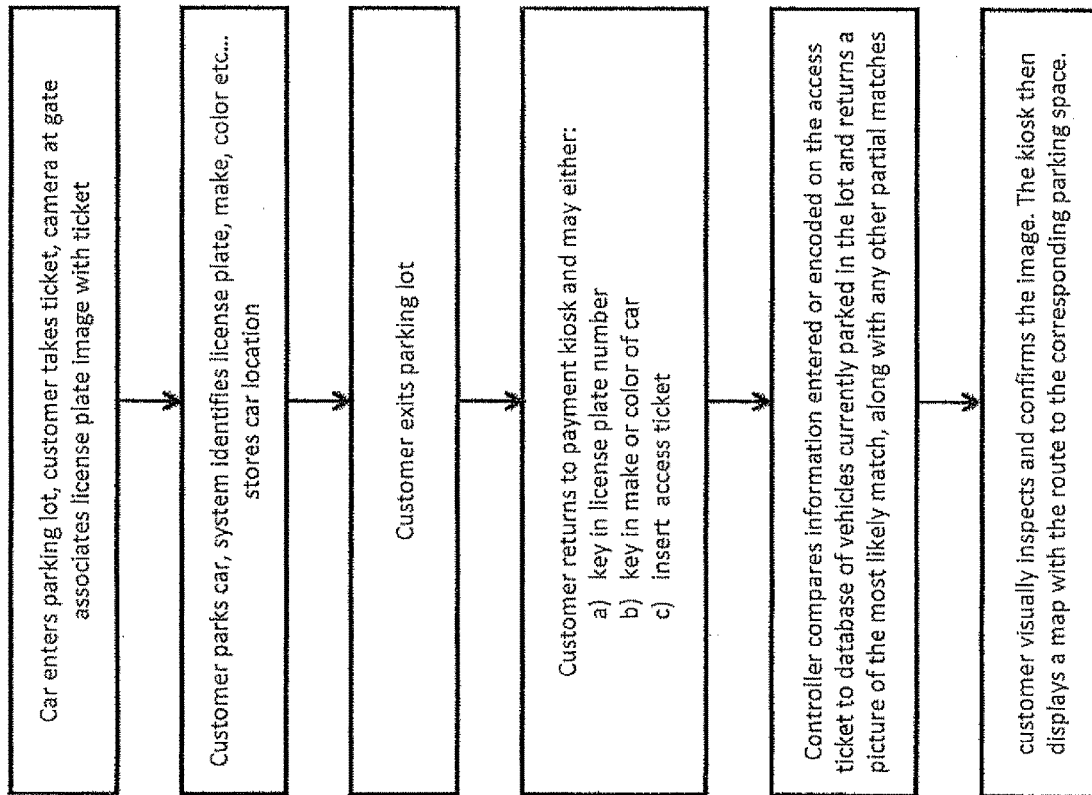 Car enters parking lot, customer takes ticket, camera at gate
associates license plate image with ticket
Customer parks car, system identifies license plate, make, color etc...
stores car location
Customer exits parking lot
Customer returns to payment kiosk and may either:
a) key in license plate number
b) key in make or color of car
c) insert access ticket
Controller compares information entered or encoded on the access
ticket to database of vehicles currently parked in the lot and returns a
picture of the most likely match, along with any other partial matches
customer visually inspects and confirms the image. The kiosk then
displays a map with the route to the corresponding parking space.